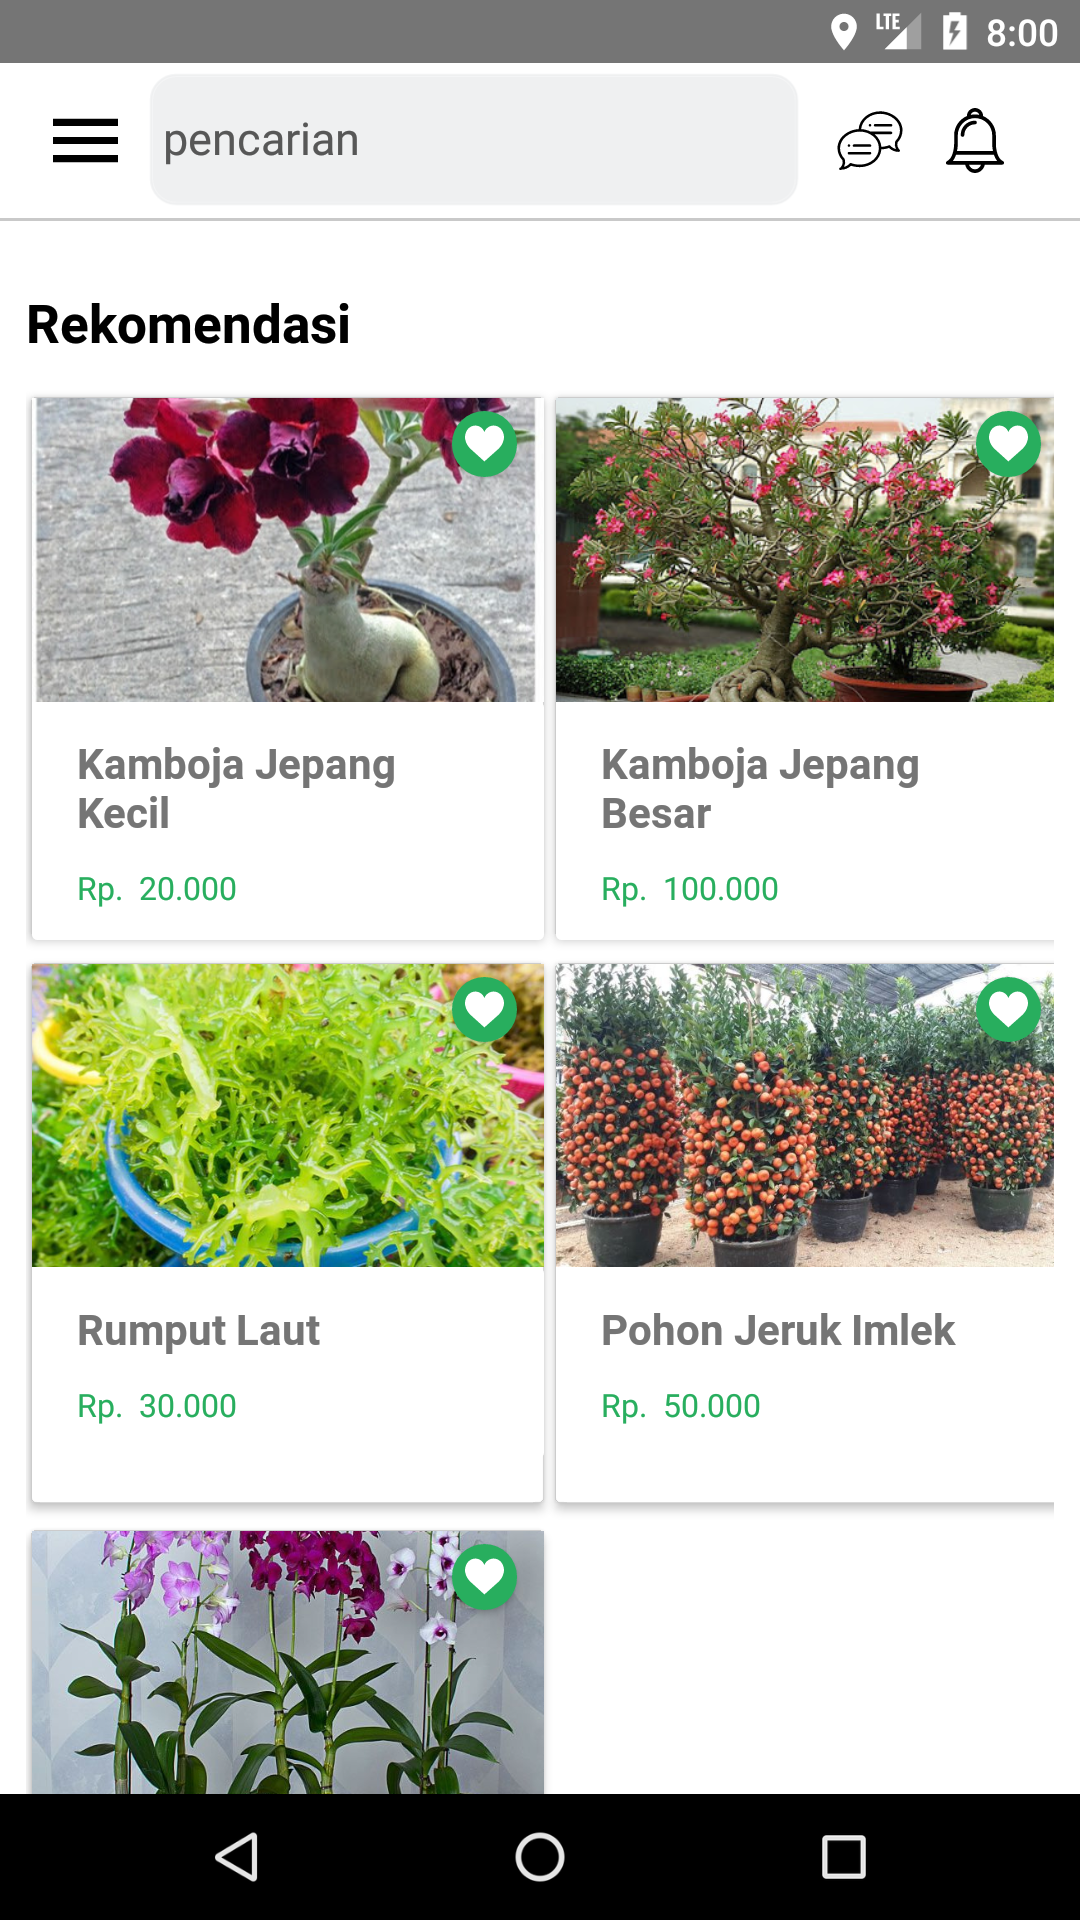 LTE 8:00
pencarian
Rekomendasi
Kamboja Jepang
Kecil
Rp. 20.000
Kamboja Jepang
Besar
Rp. 100.000
Rumput Laut
Rp. 30.000
Pohon Jeruk Imlek
Rp. 50.000